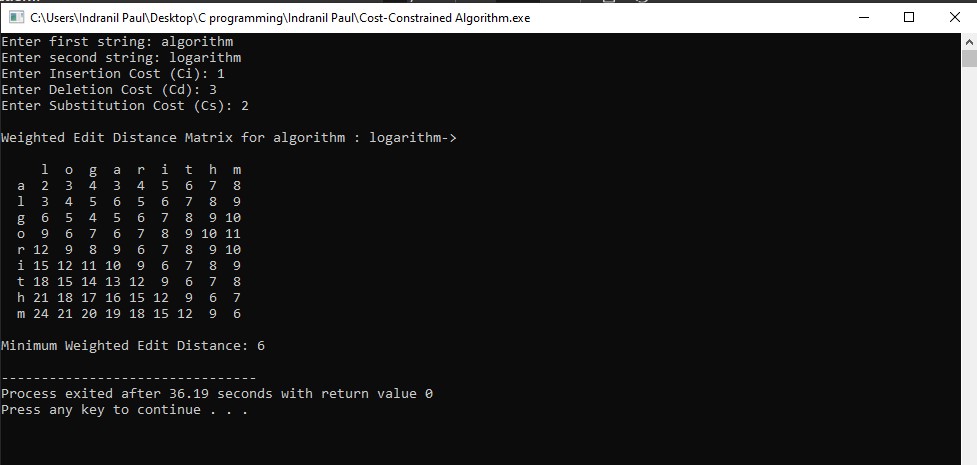 C:\Users\Indranil Paul\Desktop\C programming\Indranil Paul\Cost-Constrained Algorithm.exe
Enter first string: algorithm
Enter second string: logarithm
Enter Insertion Cost (Ci): 1
Enter Deletion Cost (Cd): 3
Enter Substitution Cost (Cs): 2
Weighted Edit Distance Matrix for algorithm : logarithm->
l o g a r i t h m
a 2 3 4 3 4 5 6 7 8
l 3 4 5 6 5 6 7 8 9
g 6 5 4 5 6 7 8 9 10
o 9 6 7 6 7 8 9 10 11
r 12 9 8 9 6 7 8 9 10
i 15 12 11 10 9 6 7 8 9
t 18 15 14 13 12 9 6 7 8
h 21 18 17 16 15 12 9 6 7
m 24 21 20 19 18 15 12 9 6
Minimum Weighted Edit Distance: 6
--------------------------------
Process exited after 36.19 seconds with return value 0
Press any key to continue . . .